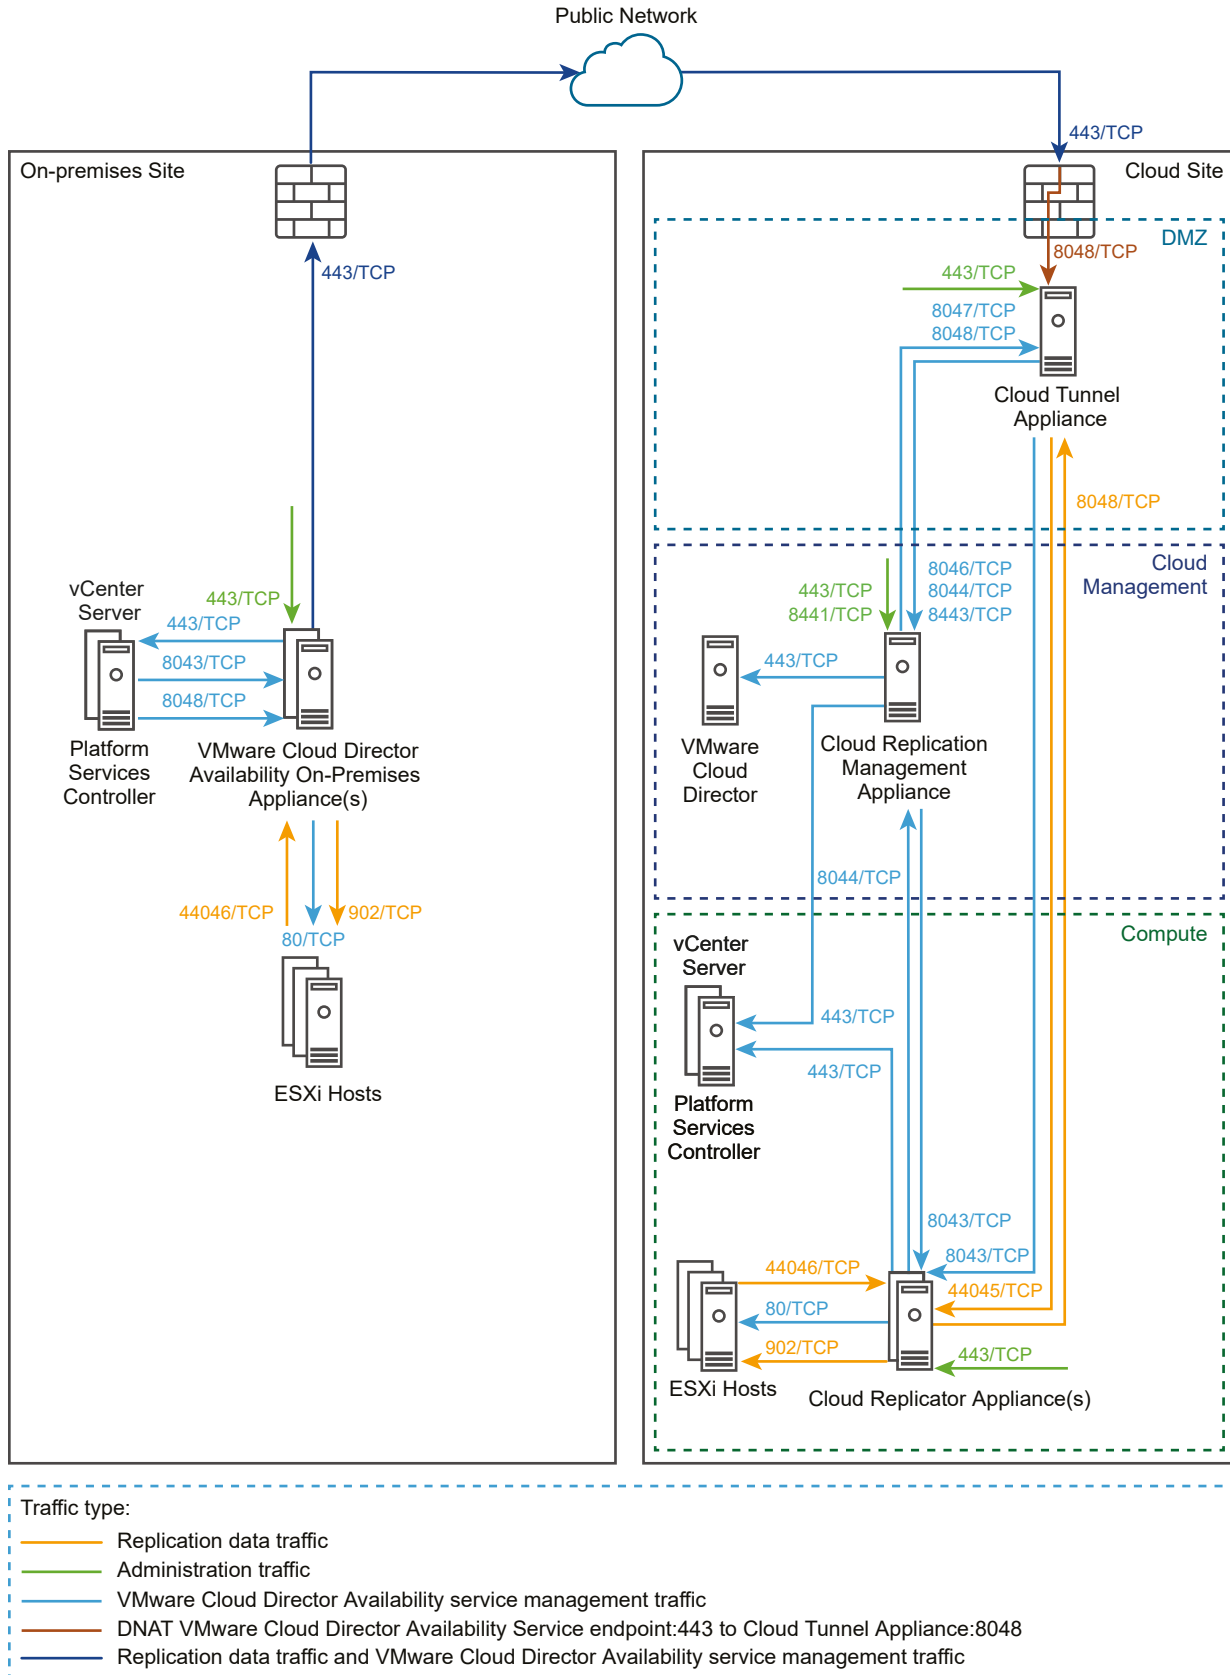 Public Network
443/TCP
On-premises Site
Cloud Site
DMZ
443/TCP
8048/TCP
443/TCP
8047/TCP
8048/TCP
Cloud Tunnel
Appliance
8048/TCP
Cloud
Management
vCenter
Server
443/TCP
443/TCP
8043/TCP
8048/TCP
Platform
Services
Controller
VMware Cloud Director
Availability On-Premises
Appliance(s)
44046/TCP
902/TCP
80/TCP
ESXi Hosts
443/TCP
8441/TCP
8046/TCP
8044/TCP
8443/TCP
443/TCP
VMware
Cloud
Director
Cloud Replication
Management
Appliance
8044/TCP
Compute
vCenter
Server
443/TCP
443/TCP
Platform
Services
Controller
8043/TCP
8043/TCP
44046/TCP
44045/TCP
80/TCP
902/TCP
443/TCP
ESXi Hosts
Cloud Replicator Appliance(s)
Traffic type:
Replication data traffic
Administration traffic
VMware Cloud Director Availability service management traffic
DNAT VMware Cloud Director Availability Service endpoint:443 to Cloud Tunnel Appliance:8048
Replication data traffic and VMware Cloud Director Availability service management traffic